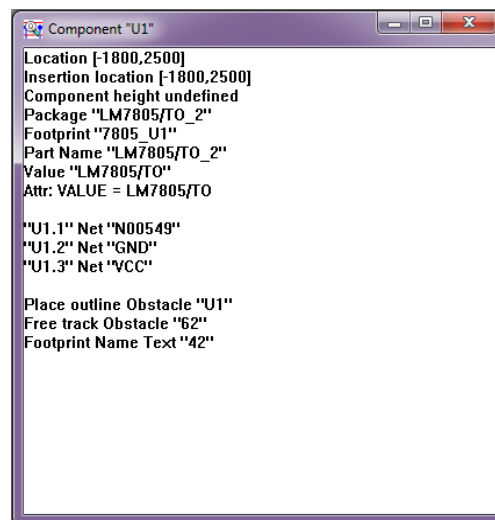 Component "U1"
Location [-1800,2500]
Insertion location [-1800,2500]
Component height undefined
Package "LM7805/TO_2"
Footprint "7805_U1"
Part Name "LM7805/TO_2"
Value "LM7805/TO"
Attr: VALUE = LM7805/TO
"U1.1" Net "N00549"
"U1.2" Net "GND"
"U1.3" Net "VCC"
Place outline Obstacle "U1"
Free track Obstacle "62"
Footprint Name Text "42"